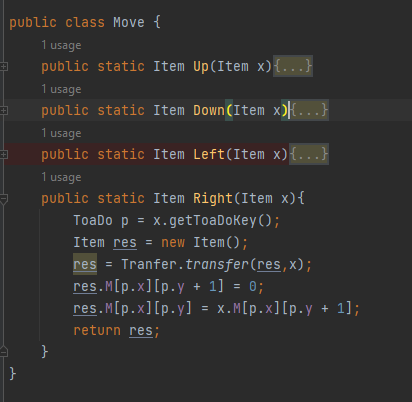 public class Move {
1 usage
public static Item Up(Item x){...}
1 usage
public static Item Down(Item x){...}
1 usage
public static Item Left(Item x){...}
1 usage
public static Item Right(Item x){
ToaDo p = x.getToaDoKey();
Item res = new Item();
res = Tranfer.transfer(res,x);
res.M[p.x][p.y + 1] = 0;
res.M[p.x][p.y] = x.M[p.x][p.y + 1];
return res;
}
}